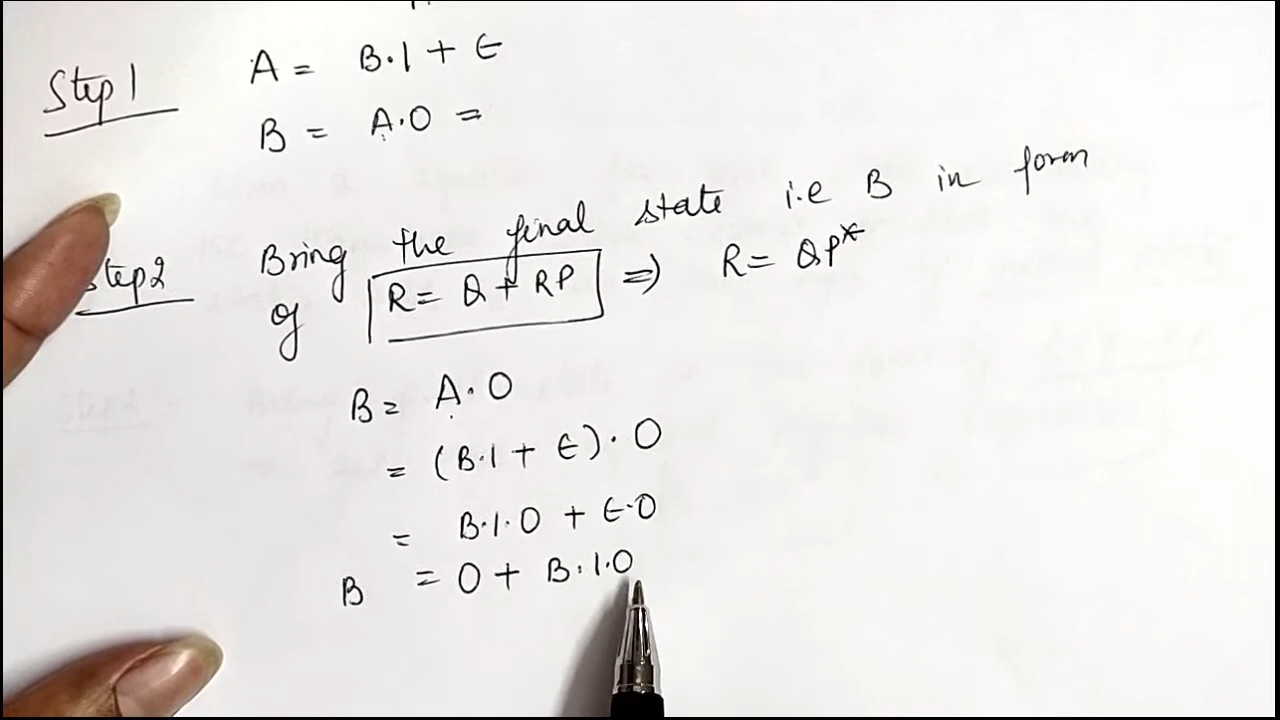 Step 1 A = B·1 + ϵ
B = A·0 =
Step 2 Bring the final state i.e B in form
of R = Q + RP ⇒ R = QP*
B = A·0
= (B·1 + ϵ)·0
= B·1·0 + ϵ·0
B = 0 + B·1·0